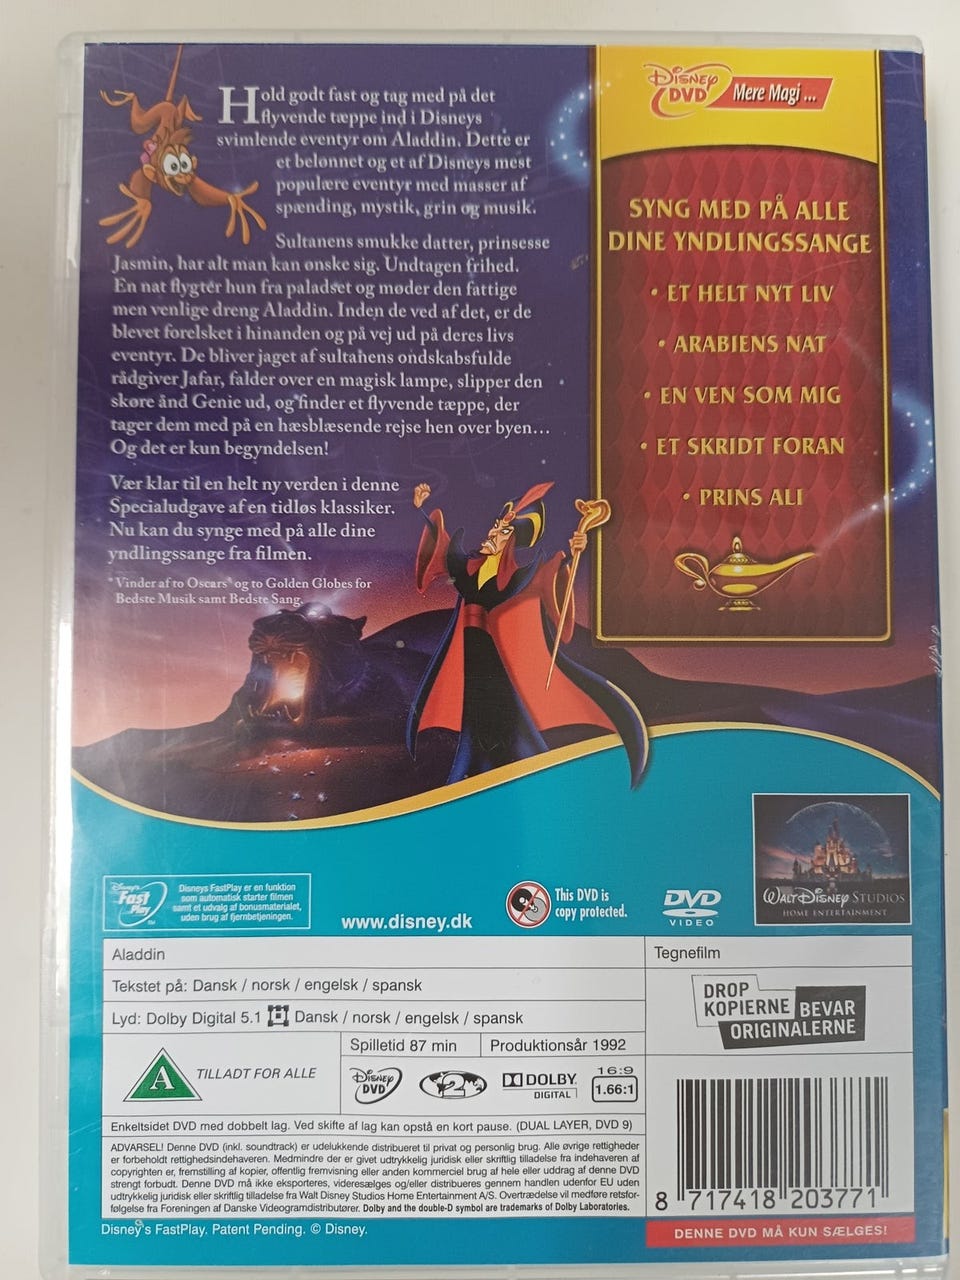 Hold godt fast og tag med på det
flyvende tæppe ind i Disneys
svimlende eventyr om Aladdin. Dette er
et belønnet og et af Disneys mest
populære eventyr med masser af
spænding, mystik, grin og musik.
Sultanens smukke datter, prinsesse
Jasmin, har alt man kan ønske sig. Undtagen frihed.
En nat flygter hun fra paladset og møder den fattige
men venlige dreng Aladdin. Inden de ved af det, er de
blevet forelsket i hinanden og på vej ud på deres livs
eventyr. De bliver jaget af sultanens ondskabsfulde
rådgiver Jafar, falder over en magisk lampe, slipper den
skøre ånd Genie ud, og finder et flyvende tæppe, der
tager dem med på en hæsblæsende rejse hen over byen...
Og det er kun begyndelsen!
Vær klar til en helt ny verden i denne
Specialudgave af en tidløs klassiker.
Nu kan du synge med på alle dine
yndlingssange fra filmen.
*Vinder af to Oscars® og to Golden Globes for
Bedste Musik samt Bedste Sang.
Disney DVD
Mere Magi ...
SYNG MED PÅ ALLE
DINE YNDLINGSSANGE
• ET HELT NYT LIV
• ARABIENS NAT
• EN VEN SOM MIG
• ET SKRIDT FORAN
• PRINS ALI
Disney's Fast Play ™
Disneys FastPlay er en funktion
som automatisk starter filmen
samt et udvalg af bonusmaterialet,
uden brug af fjernbetjeningen.
www.disney.dk
This DVD is
copy protected.
DVD
VIDEO
WALT DISNEY STUDIOS
HOME ENTERTAINMENT
Aladdin
Tegnefilm
Tekstet på: Dansk / norsk / engelsk / spansk
Lyd: Dolby Digital 5.1 Dansk / norsk / engelsk / spansk
DROP
KOPIERNE BEVAR
ORIGINALERNE
A
TILLADT FOR ALLE
Spilletid 87 min
Produktionsår 1992
Disney DVD
2
DOLBY
DIGITAL
16:9
1.66:1
Enkeltsidet DVD med dobbelt lag. Ved skifte af lag kan opstå en kort pause. (DUAL LAYER, DVD 9)
ADVARSEL! Denne DVD (inkl. soundtrack) er udelukkende distribueret til privat og personlig brug. Alle øvrige rettigheder
er forbeholdt rettighedsindehaveren. Medmindre der er givet udtrykkelig juridisk eller skriftlig tilladelse fra indehaveren af
copyrighten er, fremstilling af kopier, offentlig fremvisning eller anden kommerciel brug af hele eller uddrag af denne DVD
strengt forbudt. Denne DVD må ikke eksporteres, videresælges og/eller distribueres gennem handlen udenfor EU uden
udtrykkelig juridisk eller skriftlig tilladelse fra Walt Disney Studios Home Entertainment A/S. Overtrædelse vil medføre retsfor-
følgelse fra Foreningen af Danske Videogramdistributører. Dolby and the double-D symbol are trademarks of Dolby Laboratories.
8 717418 203771
Disney's FastPlay. Patent Pending. © Disney.
DENNE DVD MÅ KUN SÆLGES!